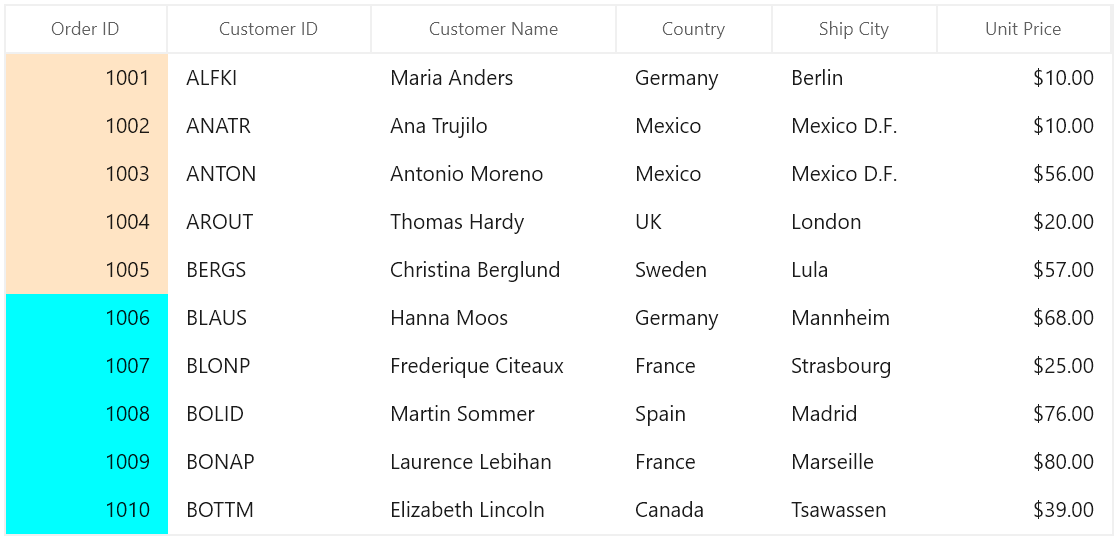 Order ID Customer ID Customer Name Country Ship City Unit Price
1001 ALFKI Maria Anders Germany Berlin $10.00
1002 ANATR Ana Trujilo Mexico Mexico D.F. $10.00
1003 ANTON Antonio Moreno Mexico Mexico D.F. $56.00
1004 AROUT Thomas Hardy UK London $20.00
1005 BERGS Christina Berglund Sweden Lula $57.00
1006 BLAUS Hanna Moos Germany Mannheim $68.00
1007 BLONP Frederique Citeaux France Strasbourg $25.00
1008 BOLID Martin Sommer Spain Madrid $76.00
1009 BONAP Laurence Lebihan France Marseille $80.00
1010 BOTTM Elizabeth Lincoln Canada Tsawassen $39.00